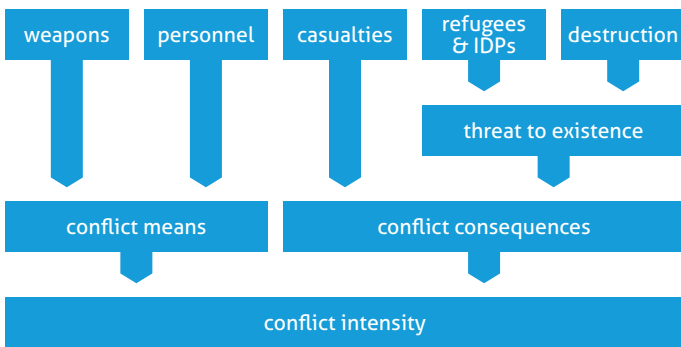 weapons
personnel
casualties
refugees
& IDPs
destruction
threat to existence
conflict means
conflict consequences
conflict intensity